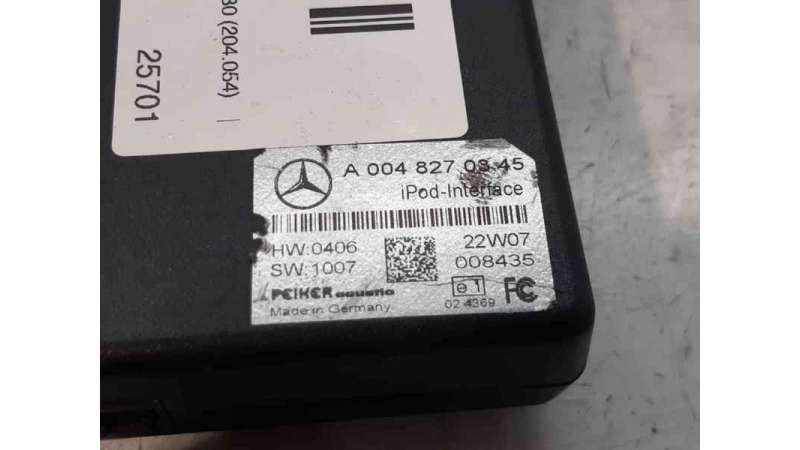 30 (204.054)
25701
A 004 827 08 45
iPod-Interface
HW:0406
22W07
SW:1007
008435
PEIKER acustic
e1
FC
Made in Germany
02 4369